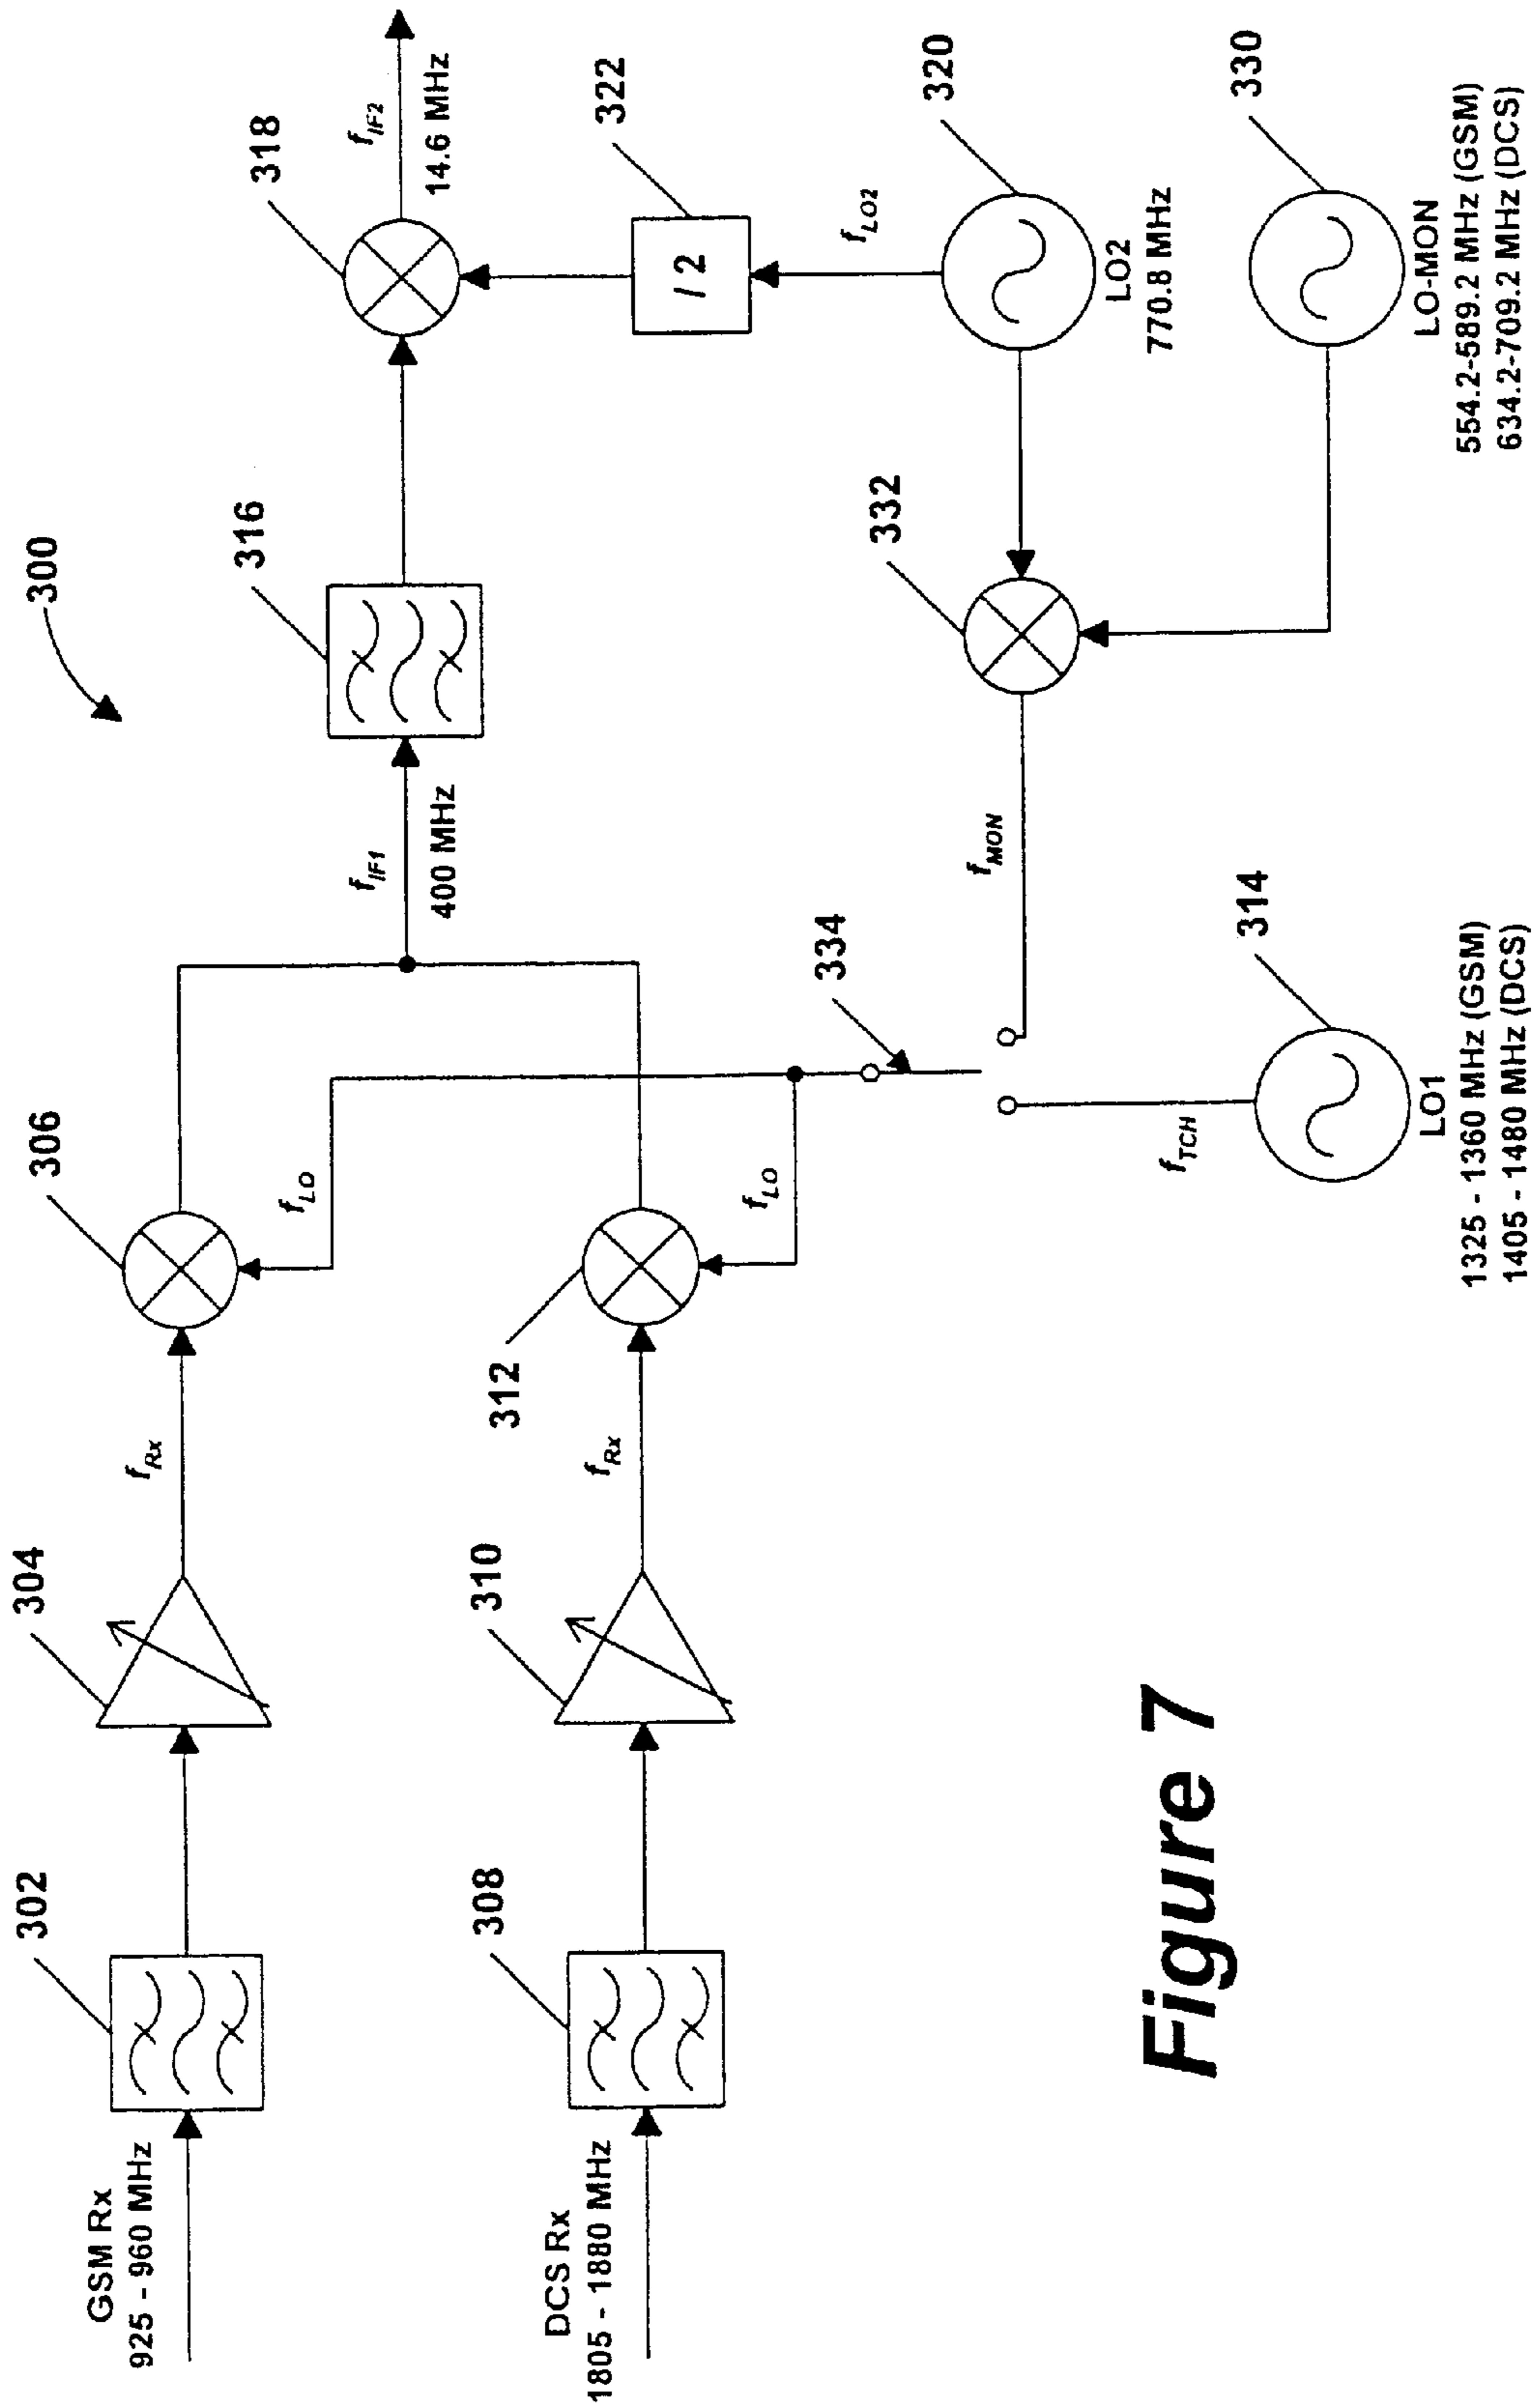 300
GSM Rx
925 - 960 MHz
302
304
f_Rx
306
f_LO
f_IF1
400 MHz
316
318
f_IF2
14.6 MHz
DCS Rx
1805 - 1880 MHz
308
310
f_Rx
312
f_LO
322
/ 2
f_LO2
320
LO2
770.8 MHz
334
f_MON
332
330
LO-MON
554.2-589.2 MHz (GSM)
634.2-709.2 MHz (DCS)
f_TCH
314
LO1
1325 - 1360 MHz (GSM)
1405 - 1480 MHz (DCS)
Figure 7